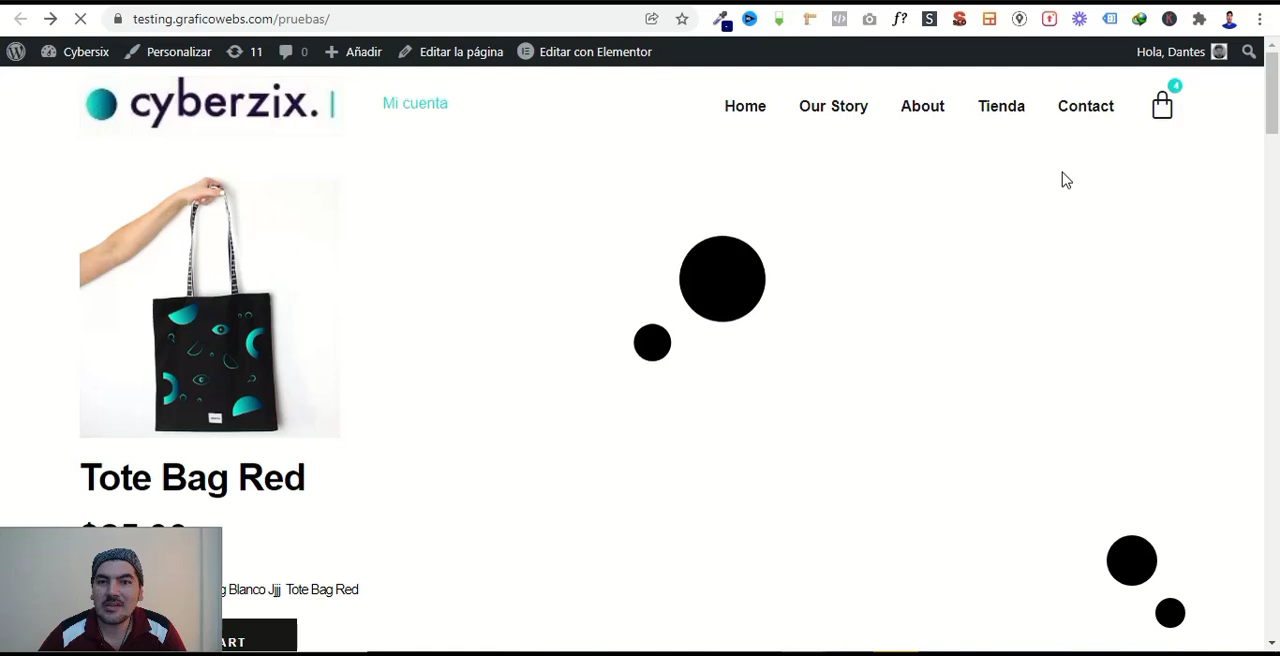 testing.graficowebs.com/pruebas/
Cybersix Personalizar 11 0 Añadir Editar la página Editar con Elementor Hola, Dantes
cyberzix. | Mi cuenta Home Our Story About Tienda Contact 4
Tote Bag Red
g Blanco Jjjj Tote Bag Red
ART